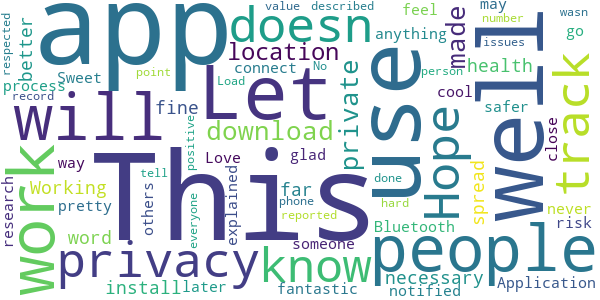 respected
better
process
Sweet
record
point
app
value
described
doesn
location
connect
No
Load
feel
anything
private
made
may
number
issues
wasn
go
health
person
cool
safer
well
track
will
fine
Let
download
use
Hope
close
never
risk
work
way
Working
pretty
others
research
word
install
later
This
positive
tell
everyone
Love
glad
explained
far
phone
reported
someone
know
fantastic
privacy
done
hard
Bluetooth
spread
people
necessary
notified
Application